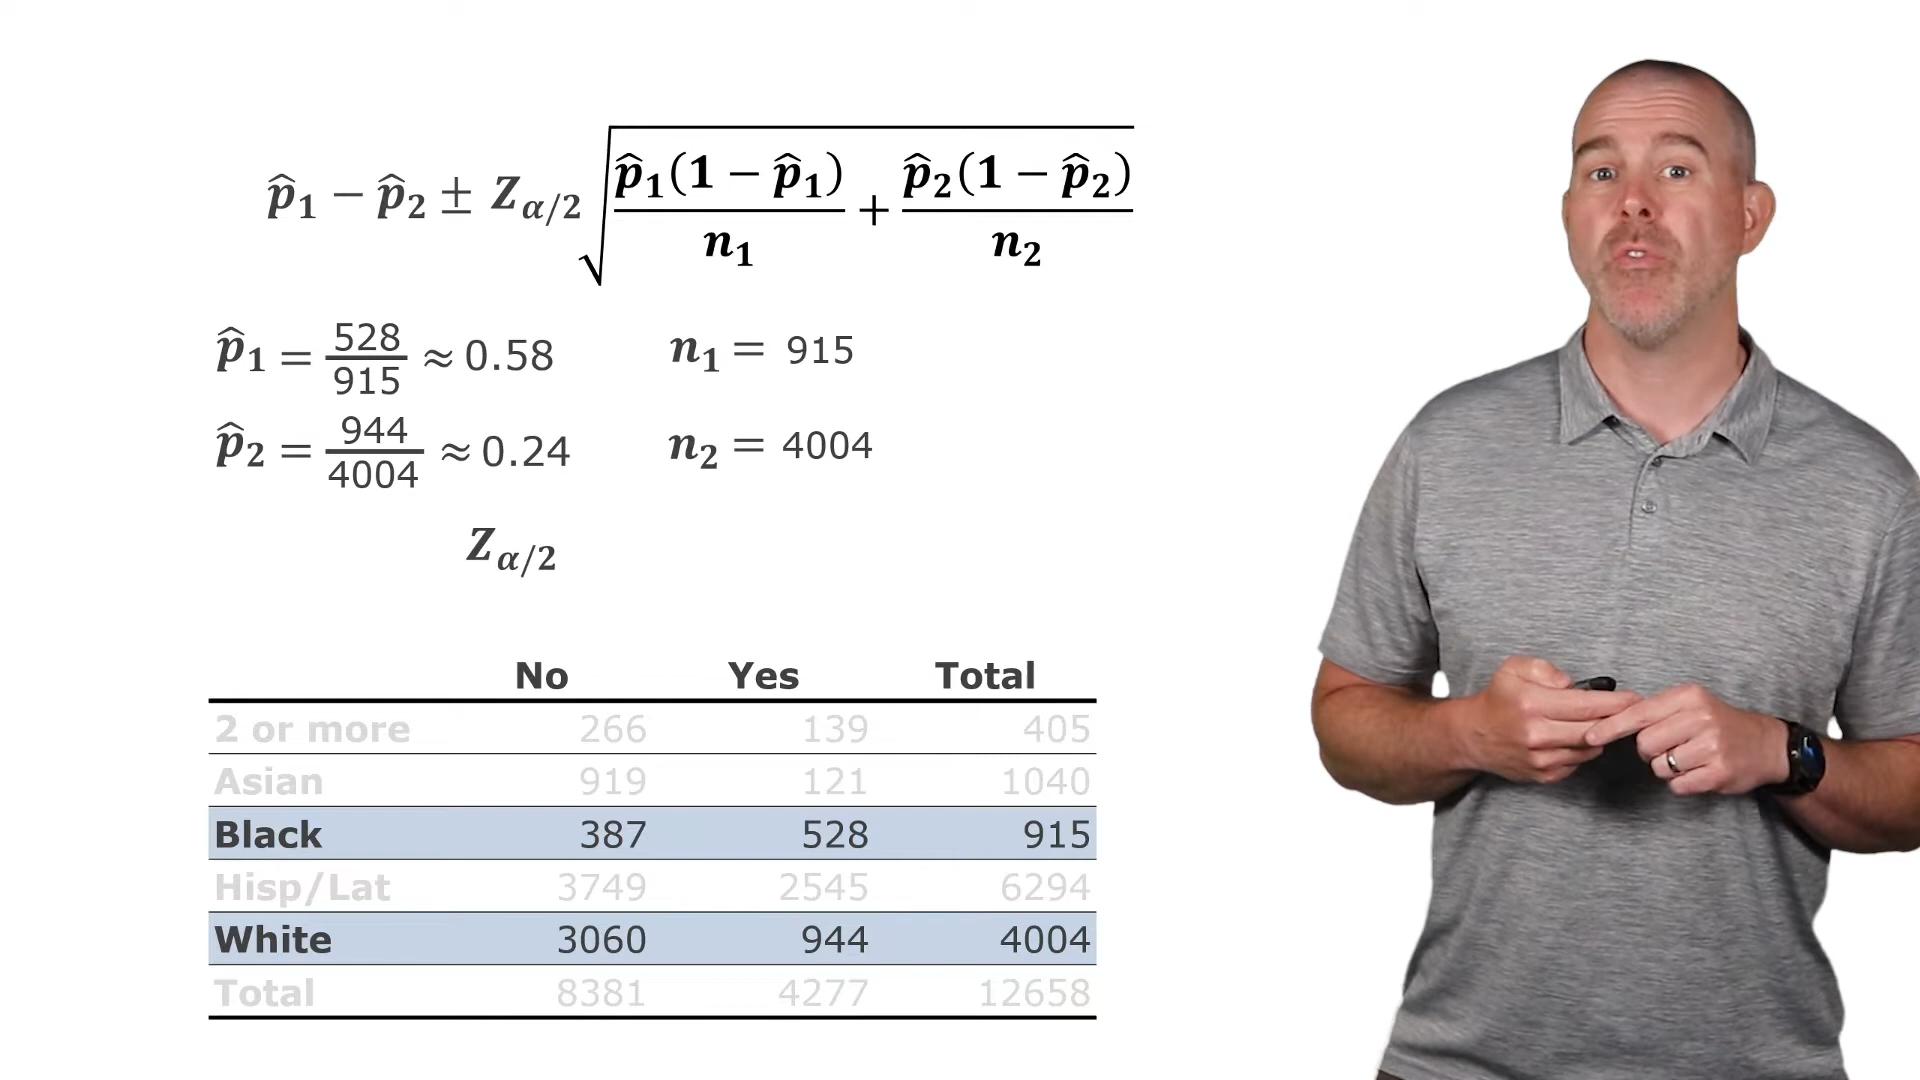 p̂₁ − p̂₂ ± Z_{α/2} √( p̂₁(1 − p̂₁)/n₁ + p̂₂(1 − p̂₂)/n₂ )
p̂₁ = 528/915 ≈ 0.58 n₁ = 915
p̂₂ = 944/4004 ≈ 0.24 n₂ = 4004
Z_{α/2}
No Yes Total
2 or more 266 139 405
Asian 919 121 1040
Black 387 528 915
Hisp/Lat 3749 2545 6294
White 3060 944 4004
Total 8381 4277 12658